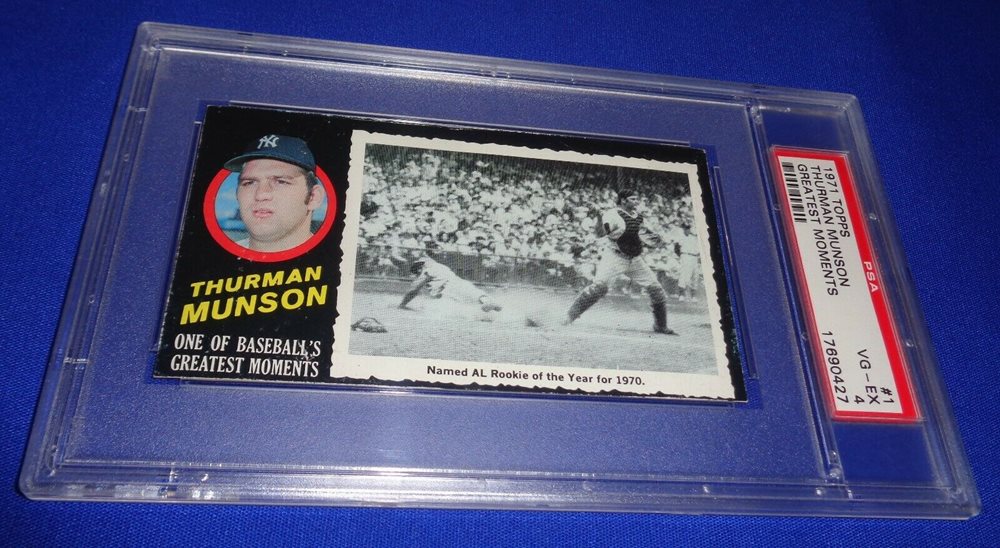 NY
THURMAN
MUNSON
ONE OF BASEBALL'S
GREATEST MOMENTS
Named AL Rookie of the Year for 1970.
1971 TOPPS
THURMAN MUNSON
GREATEST MOMENTS
PSA
#1
VG-EX
4
17690427